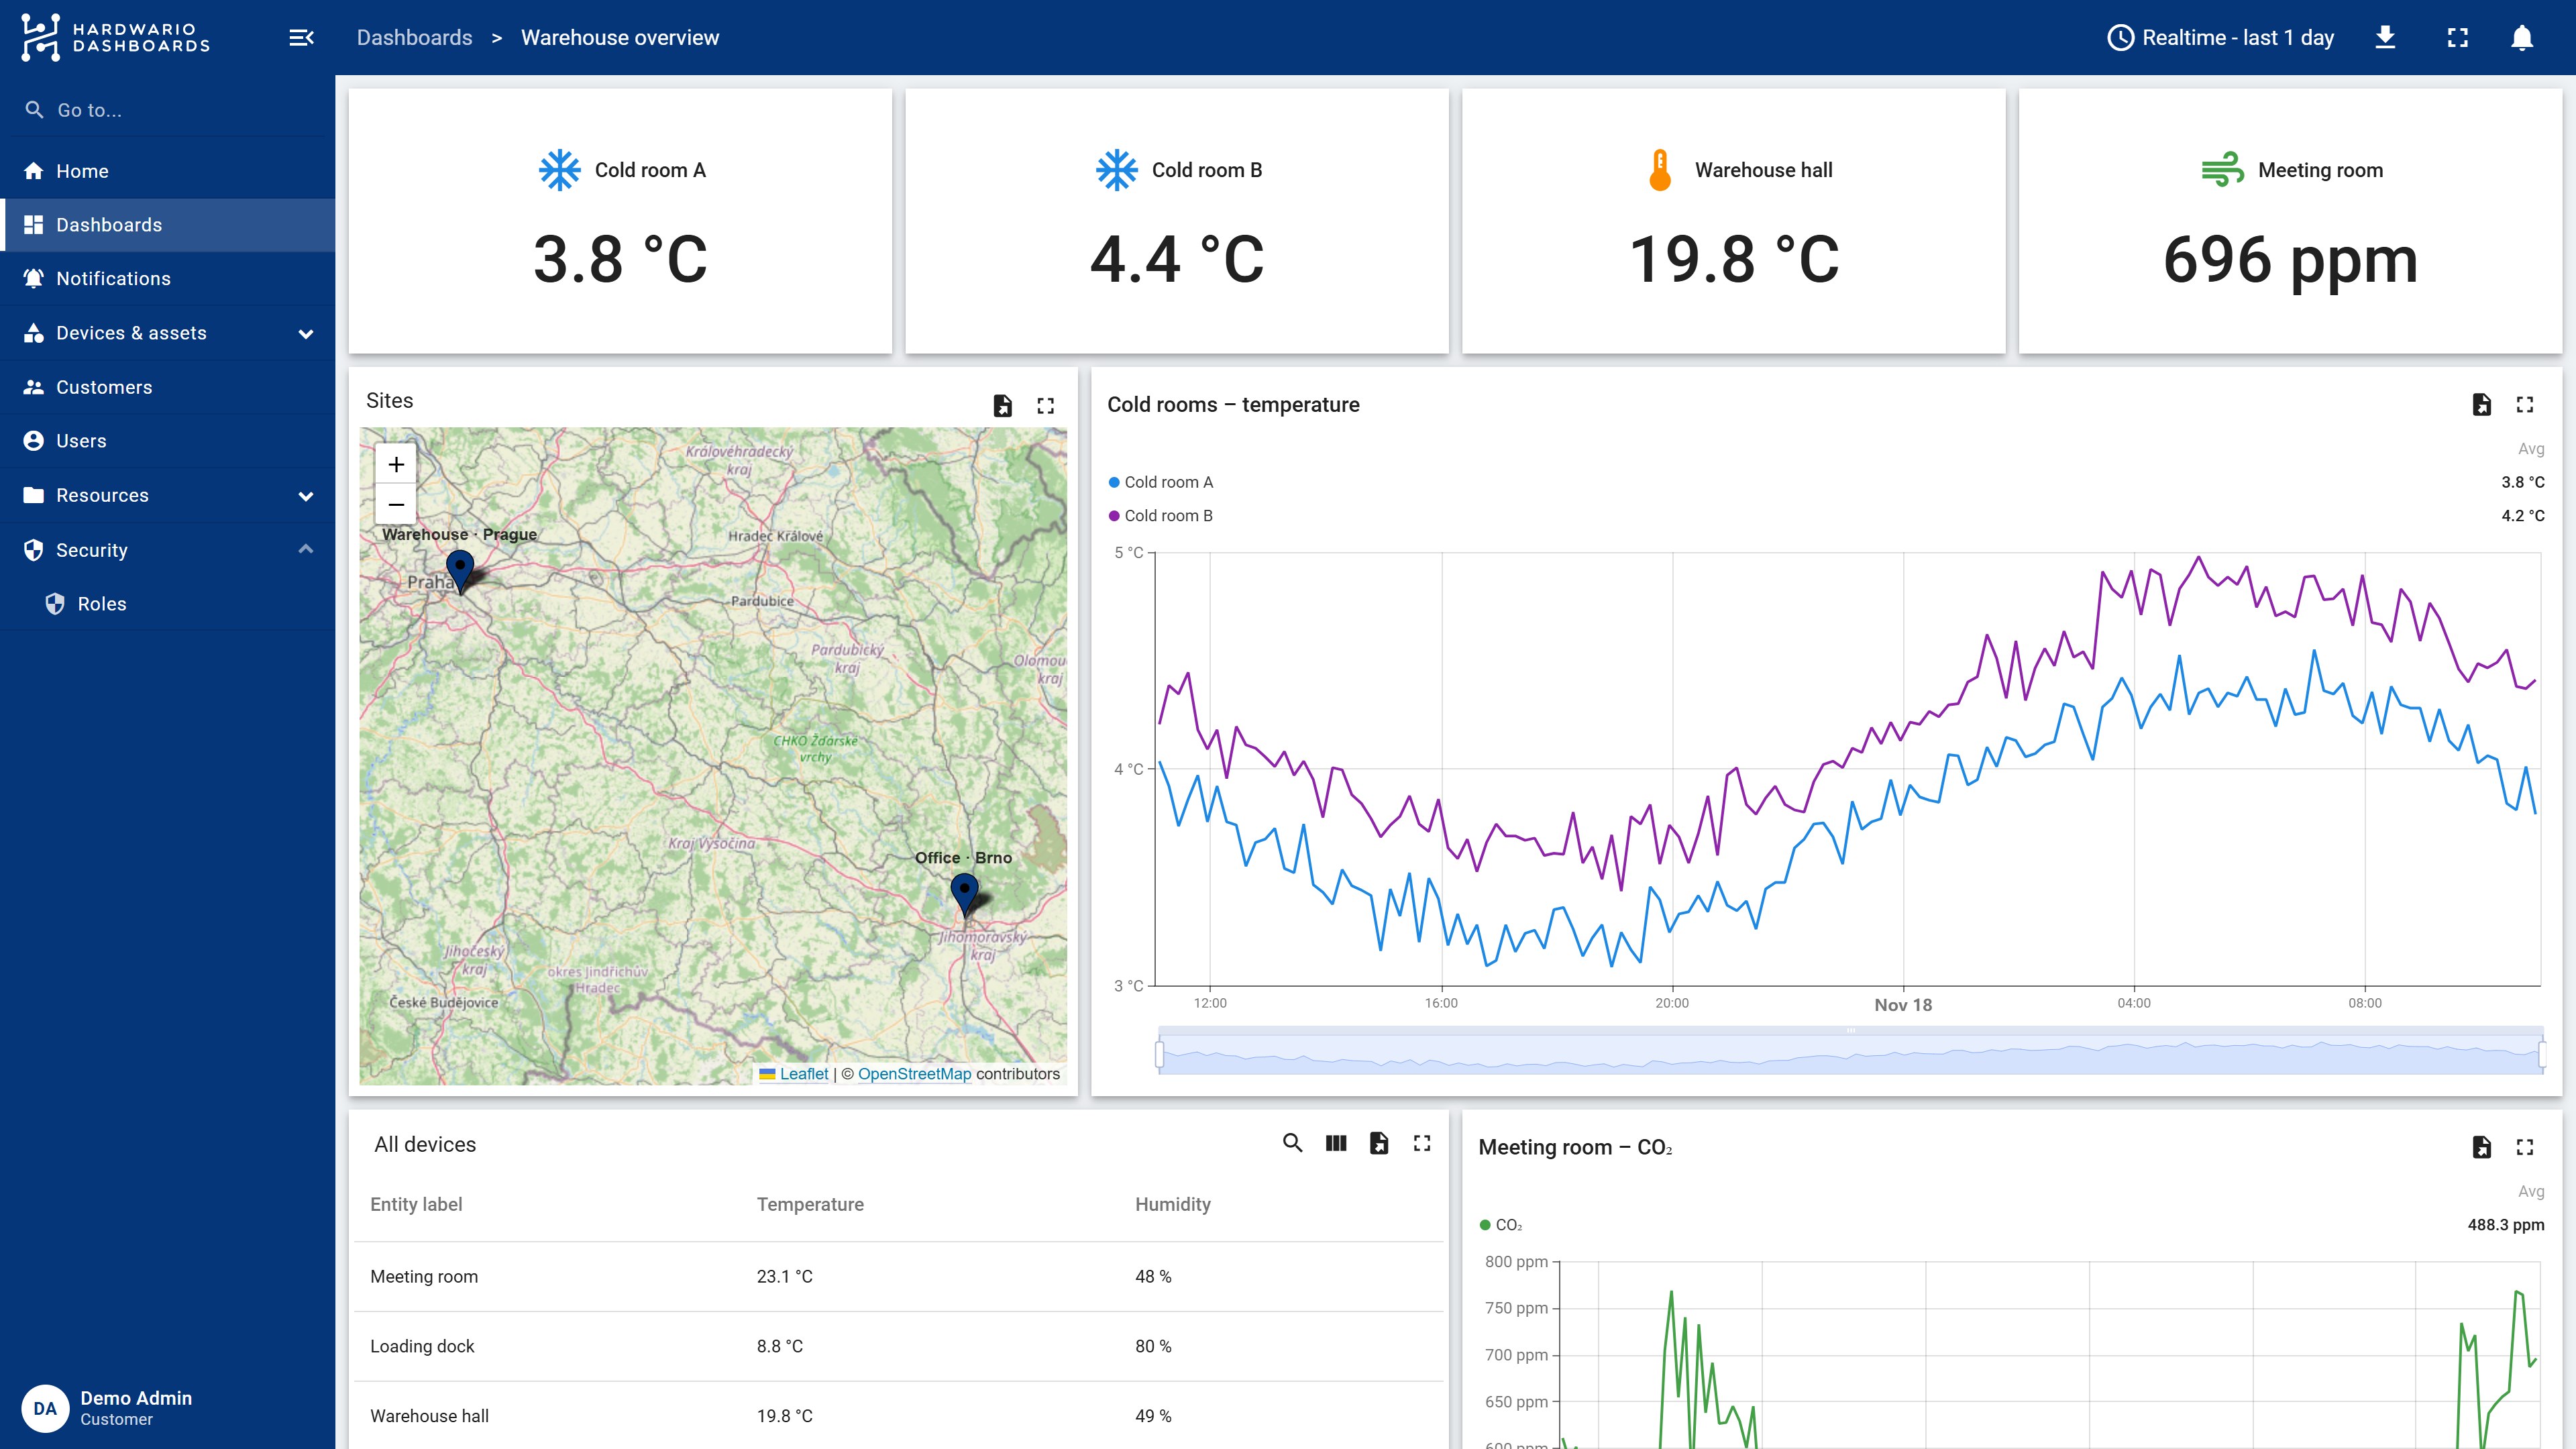 HARDWARIO
DASHBOARDS
Dashboards > Warehouse overview
Realtime - last 1 day
Go to...
Home
Dashboards
Notifications
Devices & assets
Customers
Users
Resources
Security
Roles
DA
Demo Admin
Customer
Cold room A
3.8 °C
Cold room B
4.4 °C
Warehouse hall
19.8 °C
Meeting room
696 ppm
Sites
+
−
Královéhradecký
kraj
Warehouse · Prague
Hradec Králové
Praha
Pardubice
Pardubický
kraj
Olomou
kraj
CHKO Žďárské
vrchy
Kraj Vysočina
Office · Brno
Jihomoravský
kraj
Jihočeský
kraj
okres Jindřichův
Hradec
České Budějovice
Leaflet | © OpenStreetMap contributors
Cold rooms – temperature
Avg
Cold room A 3.8 °C
Cold room B 4.2 °C
5 °C
4 °C
3 °C
12:00 16:00 20:00 Nov 18 04:00 08:00
All devices
Entity label Temperature Humidity
Meeting room 23.1 °C 48 %
Loading dock 8.8 °C 80 %
Warehouse hall 19.8 °C 49 %
Meeting room – CO₂
Avg
CO₂ 488.3 ppm
800 ppm
750 ppm
700 ppm
650 ppm
600 ppm